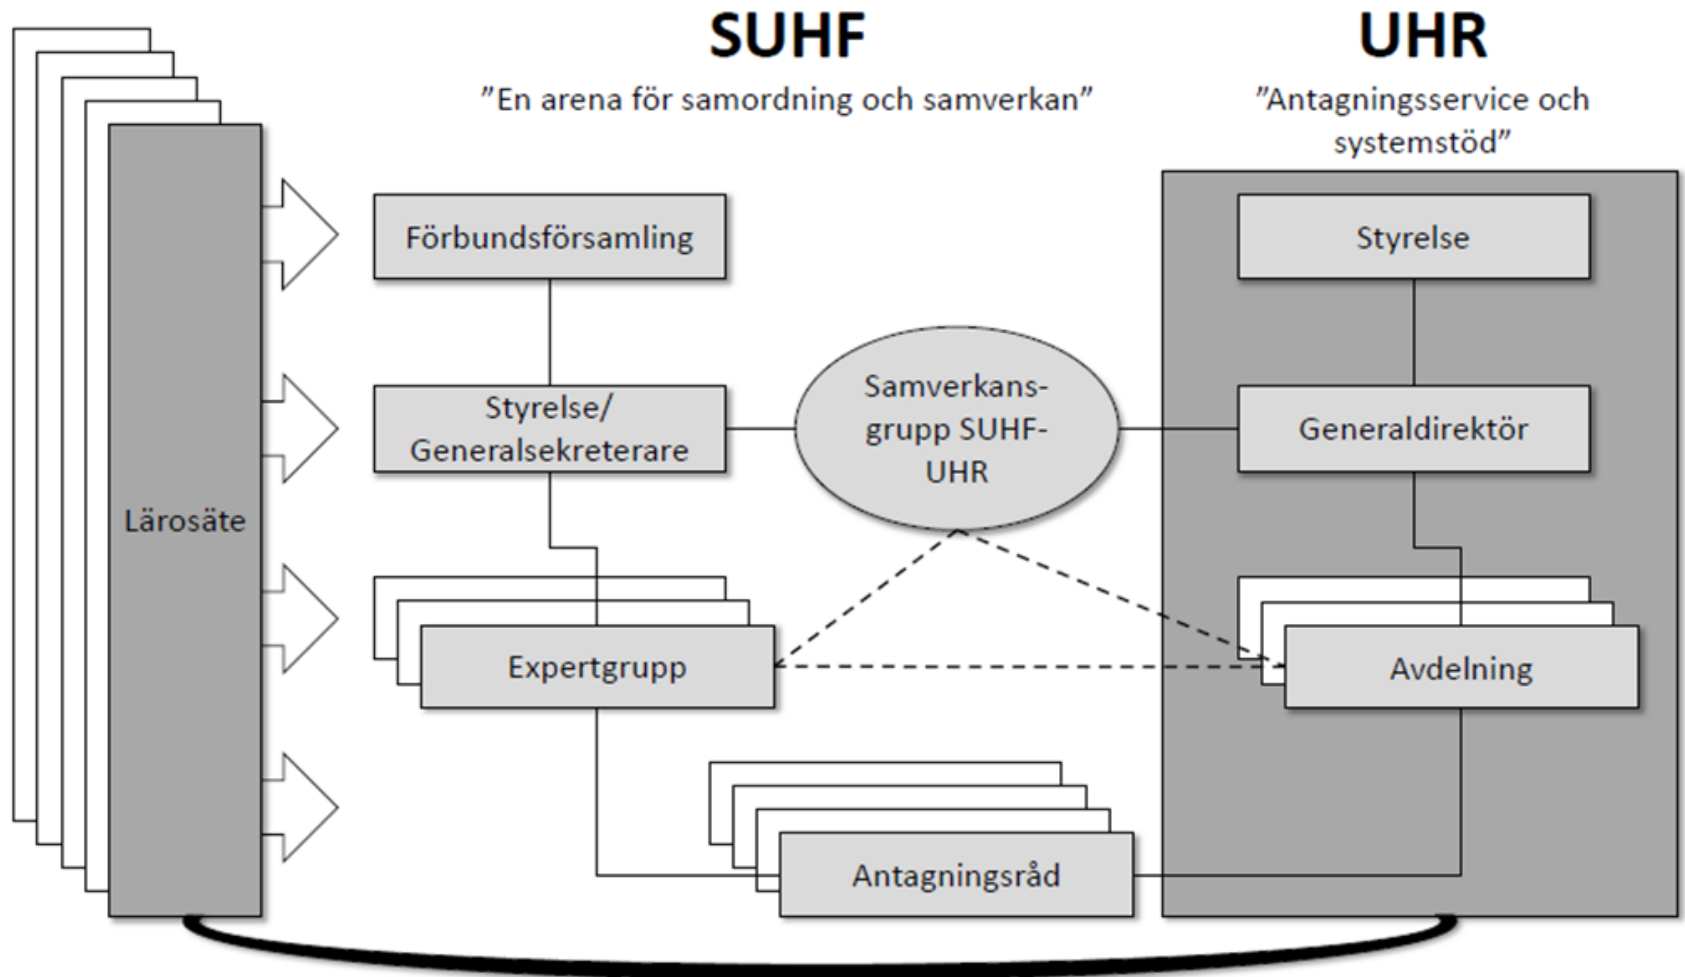 SUHF
”En arena för samordning och samverkan”
UHR
”Antagningsservice och
systemstöd”
Lärosäte
Förbundsförsamling
Styrelse
Styrelse/
Generalsekreterare
Samverkans-
grupp SUHF-
UHR
Generaldirektör
Expertgrupp
Avdelning
Antagningsråd